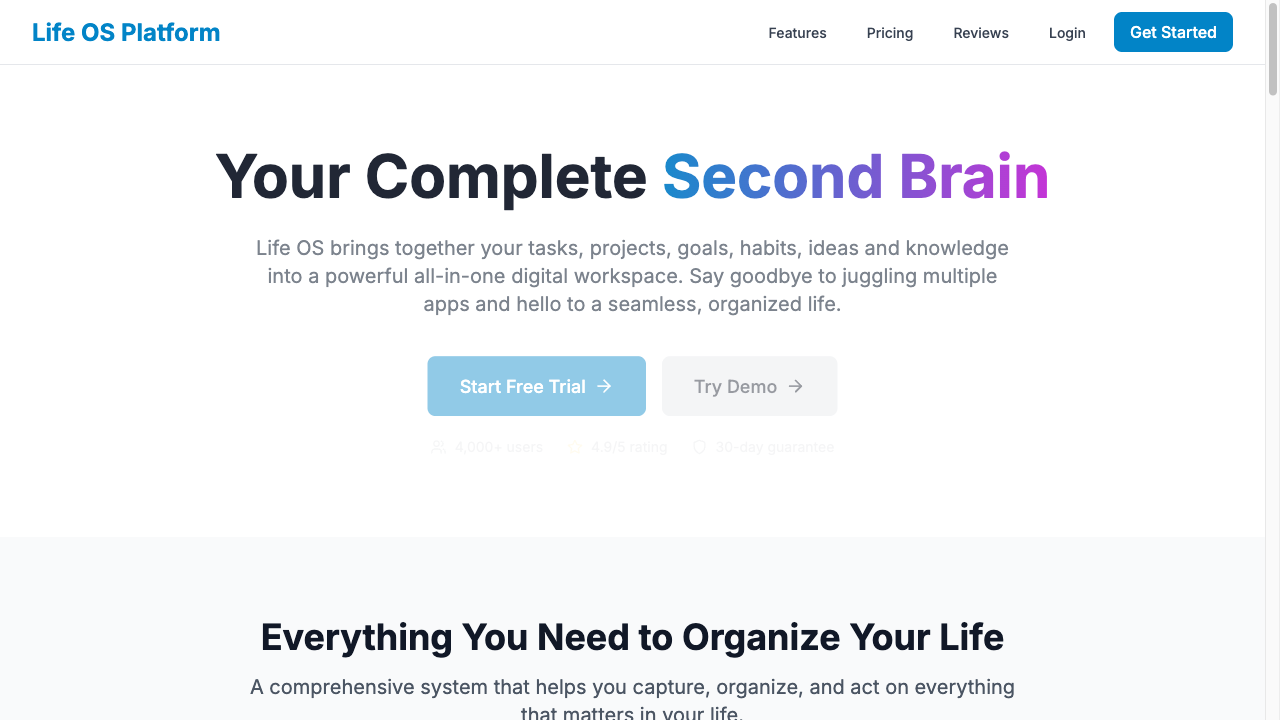 Life OS Platform
Features
Pricing
Reviews
Login
Get Started
Your Complete Second Brain
Life OS brings together your tasks, projects, goals, habits, ideas and knowledge
into a powerful all-in-one digital workspace. Say goodbye to juggling multiple
apps and hello to a seamless, organized life.
Start Free Trial
Try Demo
4,000+ users
4.9/5 rating
30-day guarantee
Everything You Need to Organize Your Life
A comprehensive system that helps you capture, organize, and act on everything
that matters in your life.